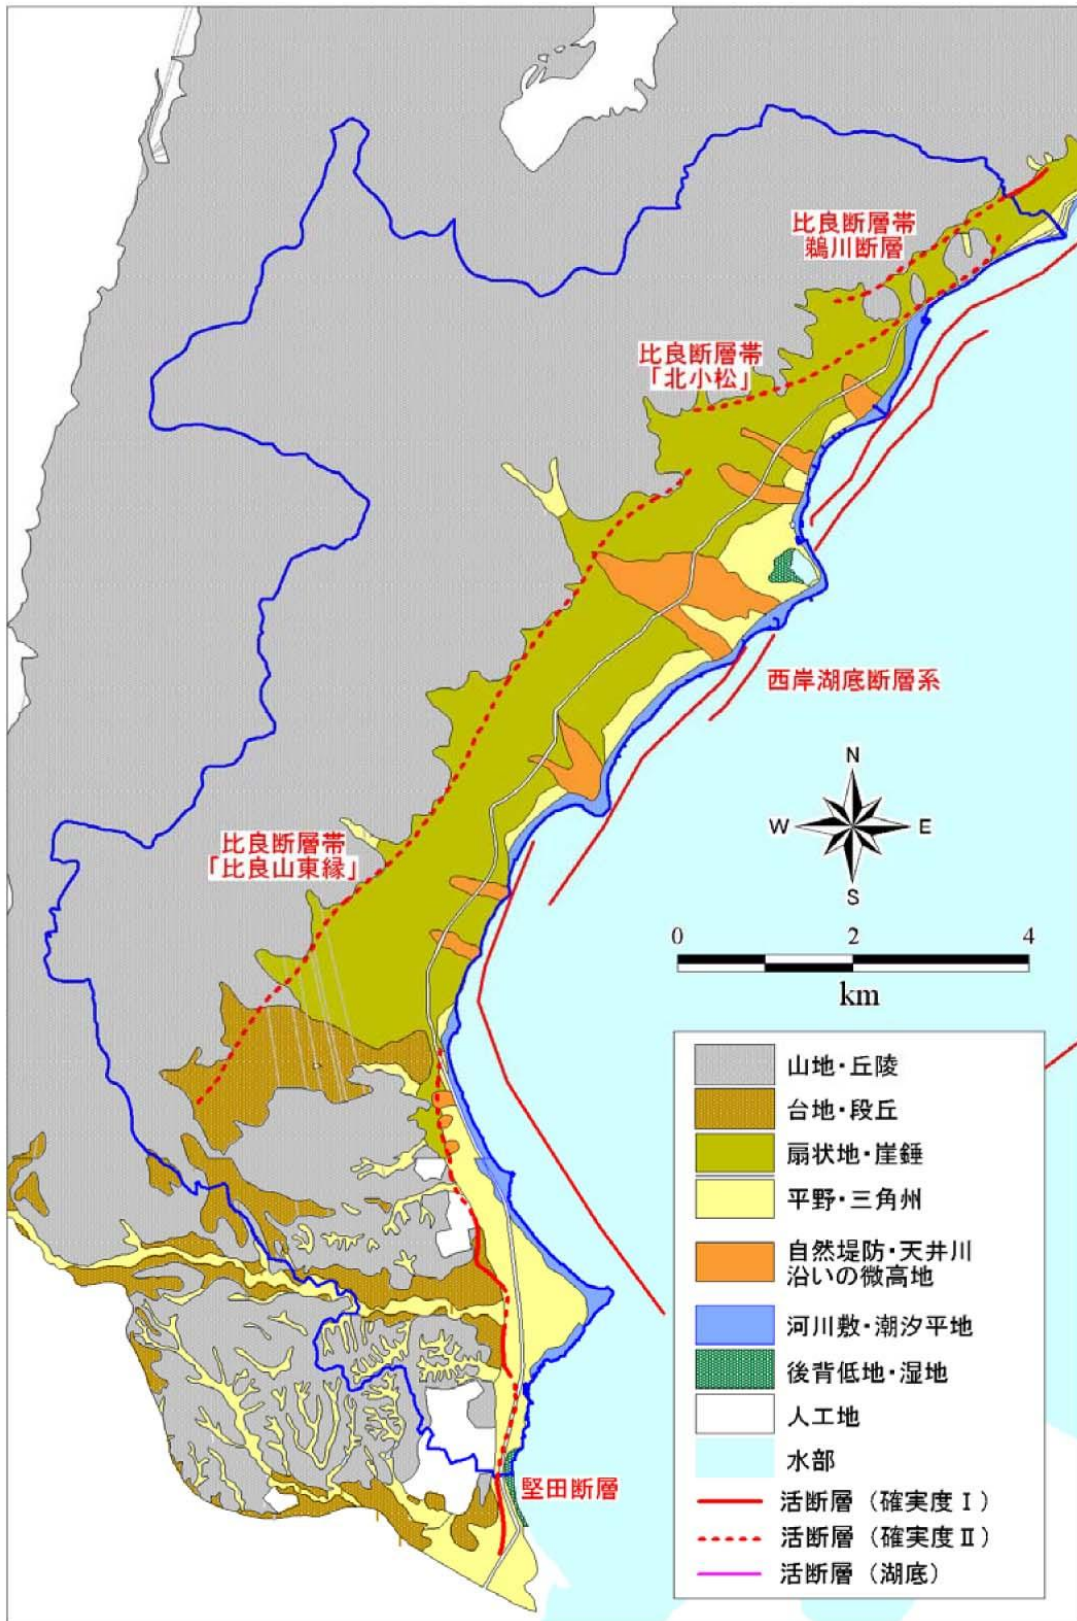 比良断層帯
鵜川断層
比良断層帯
「北小松」
西岸湖底断層系
比良断層帯
「比良山東縁」
N
W
E
S
0 2 4
km
山地・丘陵
台地・段丘
扇状地・崖錘
平野・三角州
自然堤防・天井川
沿いの微高地
河川敷・潮汐平地
後背低地・湿地
人工地
水部
活断層（確実度Ⅰ）
活断層（確実度Ⅱ）
活断層（湖底）
堅田断層